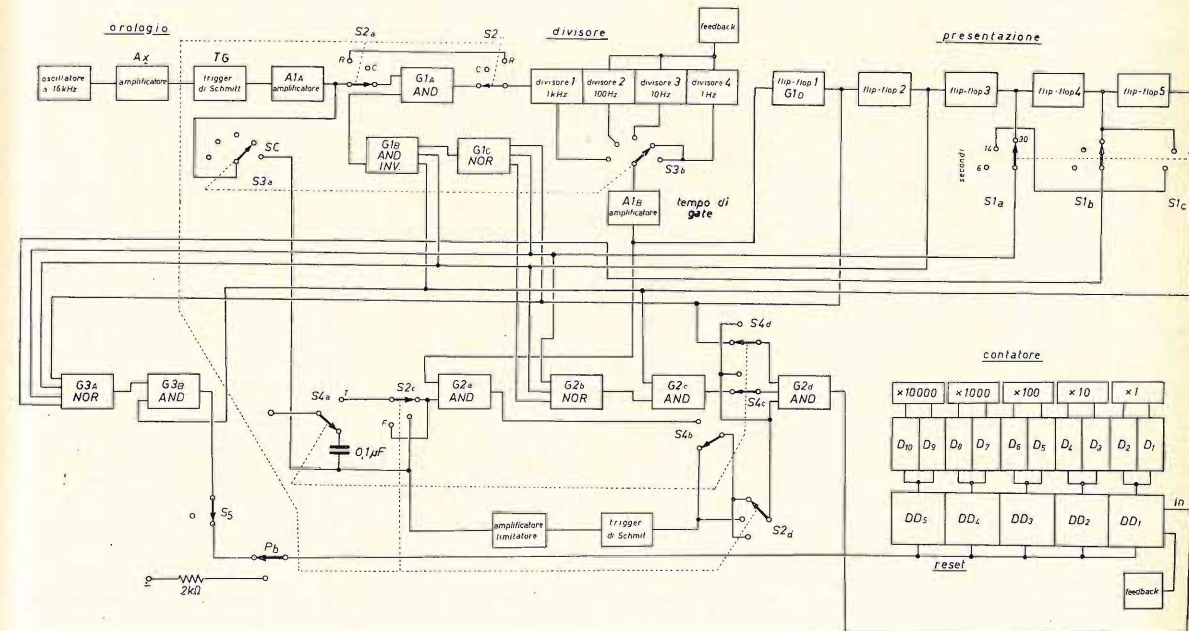 orologio
divisore
presentazione
S2a
S2
feedback
Ax
TG
R
C
C
R
oscillatore
a 16kHz
amplificatore
trigger
di Schmitt
A1A
amplificatore
G1A
AND
divisore 1
1kHz
divisore 2
100Hz
divisore 3
10Hz
divisore 4
1Hz
flip-flop 1
G1D
flip-flop 2
flip-flop 3
flip-flop 4
flip-flop 5
SC
S3a
G1B
AND
INV.
G1C
NOR
S3b
A1B
amplificatore
tempo di
gate
secondi
14
30
6
S1a
S1b
S1c
S4d
contatore
G3A
NOR
G3B
AND
S4a
T
S2c
F
G2a
AND
G2b
NOR
G2c
AND
S4c
G2d
AND
×10000
×1000
×100
×10
×1
0,1µF
S4b
D10
D9
D8
D7
D6
D5
D4
D3
D2
D1
S5
amplificatore
limitatore
trigger
di Schmit
S2d
DD5
DD4
DD3
DD2
DD1
in
Pb
reset
2kΩ
feedback